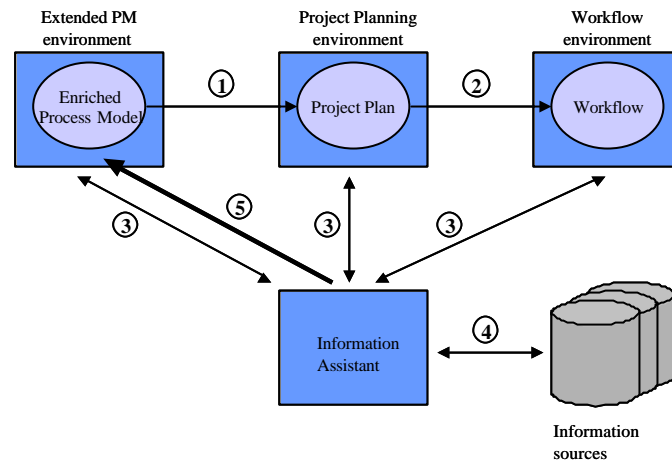 Extended PM
environment
Project Planning
environment
Workflow
environment
Enriched
Process Model
1
Project Plan
2
Workflow
3
5
3
3
Information
Assistant
4
Information
sources